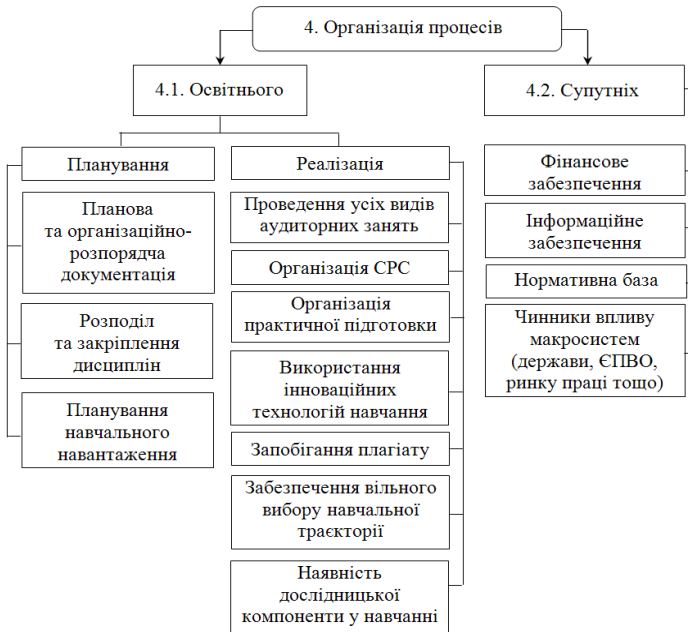 4. Організація процесів
4.1. Освітнього
4.2. Супутніх
Планування
Планова
та організаційно-
розпорядча
документація
Розподіл
та закріплення
дисциплін
Планування
навчального
навантаження
Реалізація
Проведення усіх видів
аудиторних занять
Організація СРС
Організація
практичної підготовки
Використання
інноваційних
технологій навчання
Запобігання плагіату
Забезпечення вільного
вибору навчальної
траєкторії
Наявність
дослідницької
компоненти у навчанні
Фінансове
забезпечення
Інформаційне
забезпечення
Нормативна база
Чинники впливу
макросистем
(держави, ЄПВО,
ринку праці тощо)